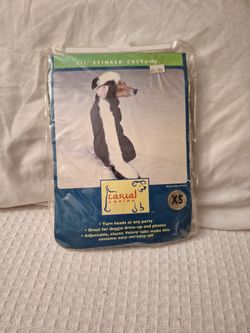 LIL' STINKER COSTUME
casual
CANINE
XS
• Turn heads at any party
• Great for doggie dress-up and photos
• Adjustable, elastic Velcro® tabs make this
costume easy-on/easy-off!